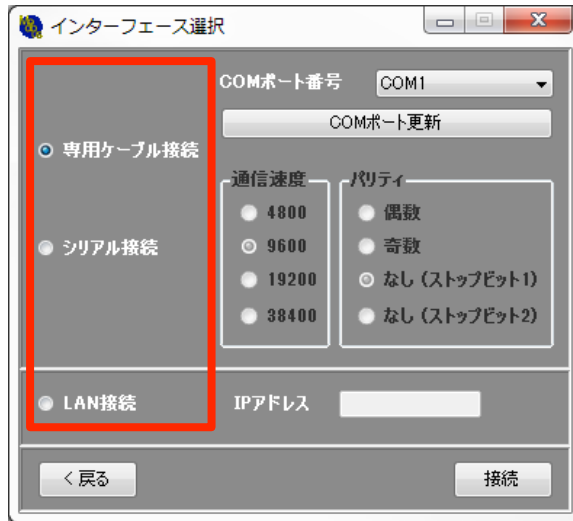 インターフェース選択
COMポート番号 COM1
COMポート更新
専用ケーブル接続
シリアル接続
通信速度
4800
9600
19200
38400
パリティ
偶数
奇数
なし (ストップビット1)
なし (ストップビット2)
LAN接続 IPアドレス
< 戻る 接続